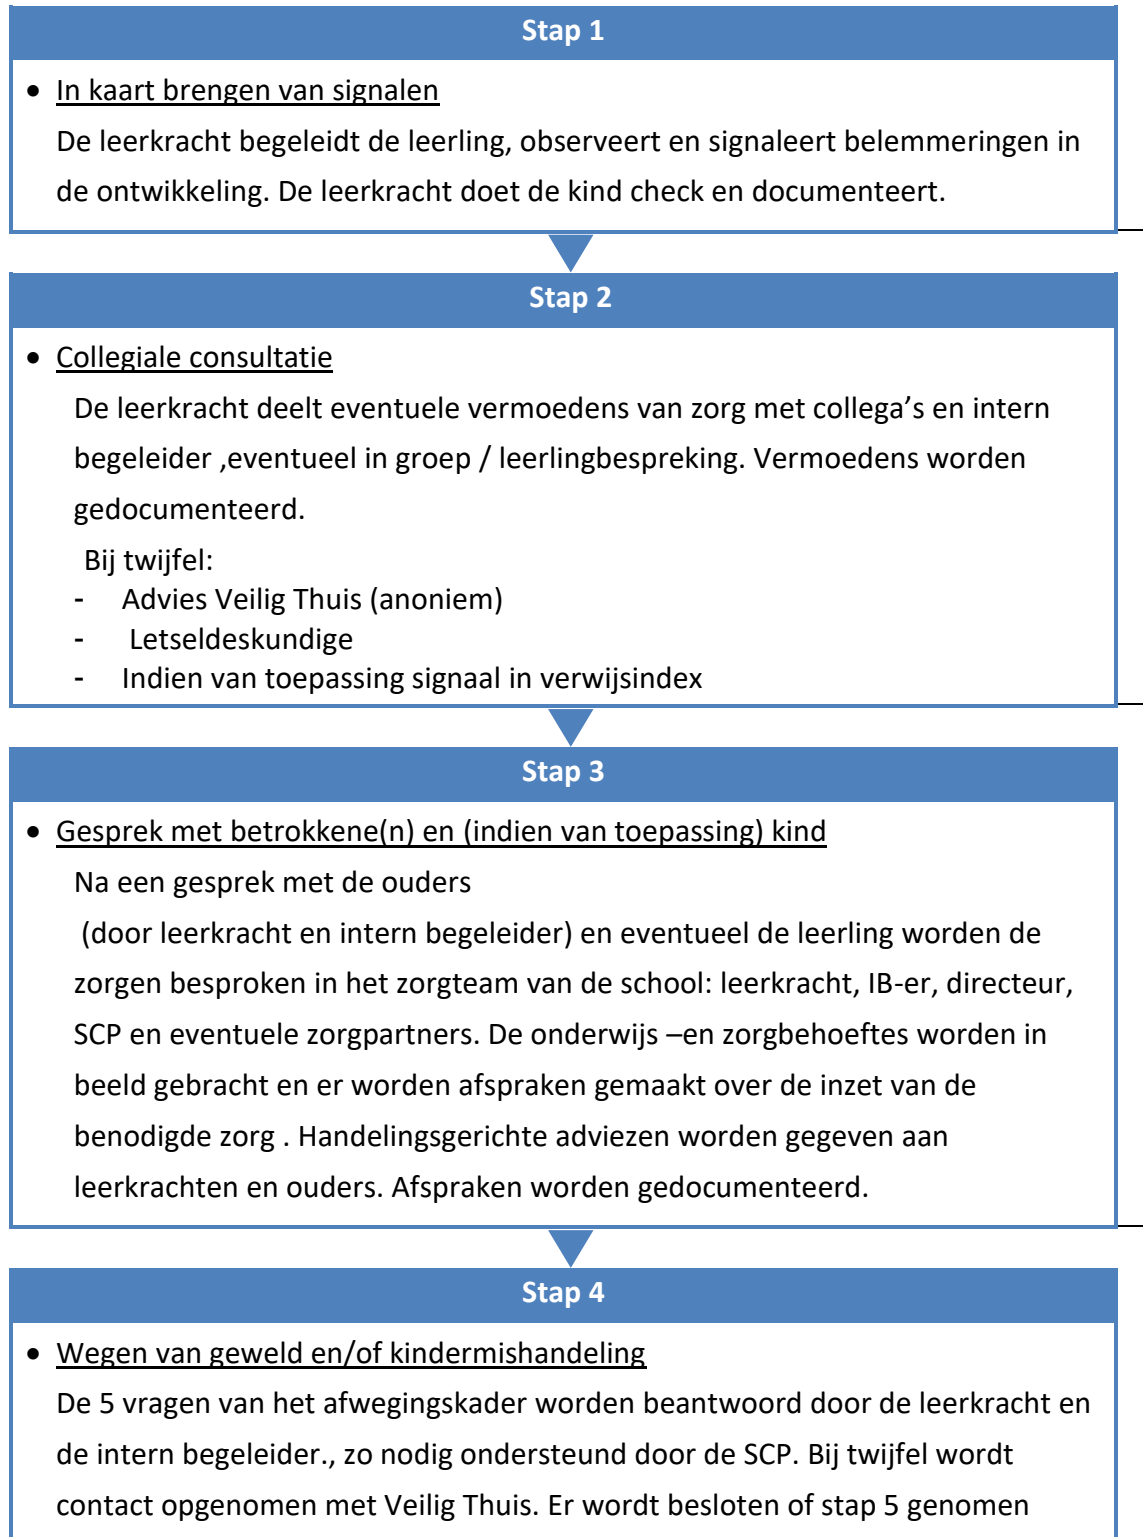 Stap 1
• In kaart brengen van signalen
De leerkracht begeleidt de leerling, observeert en signaleert belemmeringen in
de ontwikkeling. De leerkracht doet de kind check en documenteert.
Stap 2
• Collegiale consultatie
De leerkracht deelt eventuele vermoedens van zorg met collega’s en intern
begeleider ,eventueel in groep / leerlingbespreking. Vermoedens worden
gedocumenteerd.
Bij twijfel:
- Advies Veilig Thuis (anoniem)
- Letseldeskundige
- Indien van toepassing signaal in verwijsindex
Stap 3
• Gesprek met betrokkene(n) en (indien van toepassing) kind
Na een gesprek met de ouders
(door leerkracht en intern begeleider) en eventueel de leerling worden de
zorgen besproken in het zorgteam van de school: leerkracht, IB-er, directeur,
SCP en eventuele zorgpartners. De onderwijs –en zorgbehoeftes worden in
beeld gebracht en er worden afspraken gemaakt over de inzet van de
benodigde zorg . Handelingsgerichte adviezen worden gegeven aan
leerkrachten en ouders. Afspraken worden gedocumenteerd.
Stap 4
• Wegen van geweld en/of kindermishandeling
De 5 vragen van het afwegingskader worden beantwoord door de leerkracht en
de intern begeleider., zo nodig ondersteund door de SCP. Bij twijfel wordt
contact opgenomen met Veilig Thuis. Er wordt besloten of stap 5 genomen